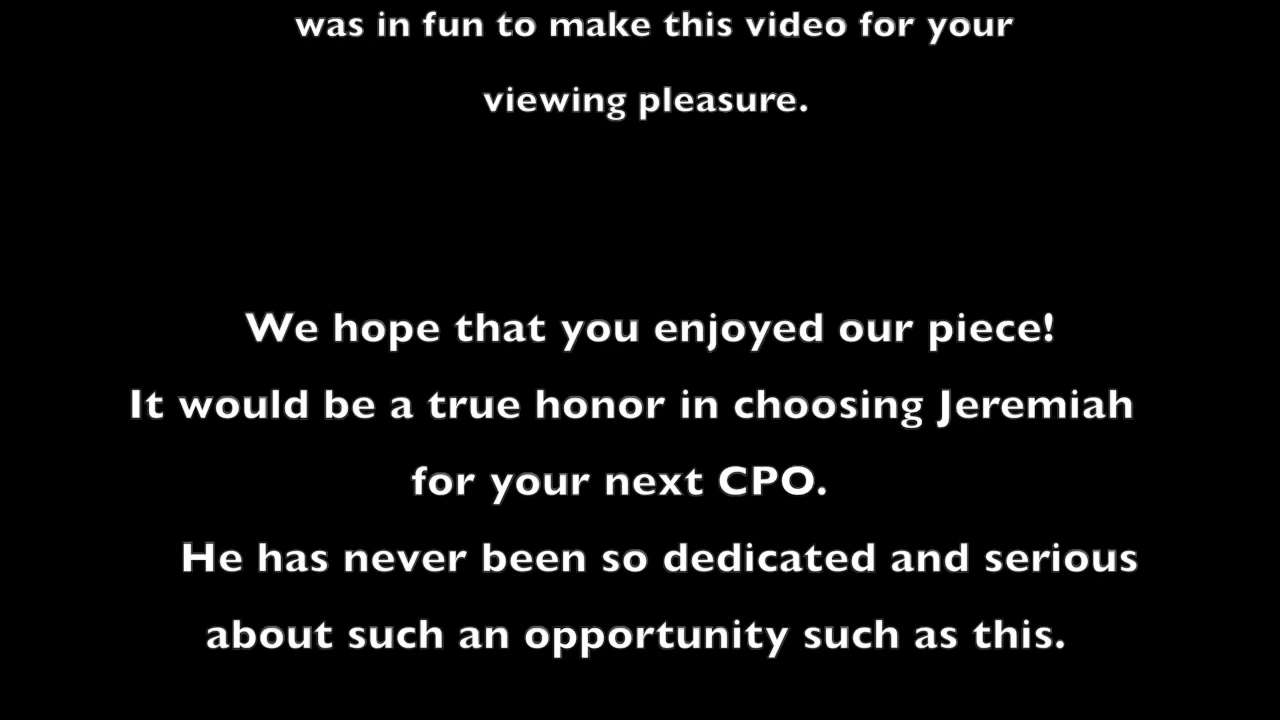 was in fun to make this video for your
viewing pleasure.
We hope that you enjoyed our piece!
It would be a true honor in choosing Jeremiah
for your next CPO.
He has never been so dedicated and serious
about such an opportunity such as this.